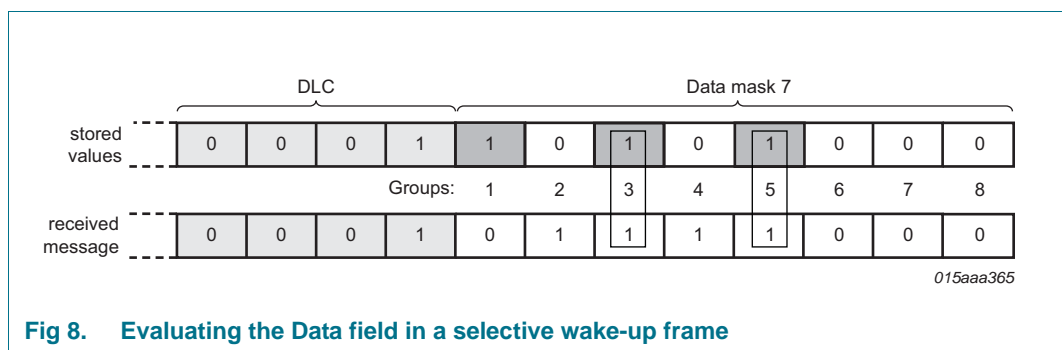 DLC Data mask 7
stored values 0 0 0 1 1 0 1 0 1 0 0 0
Groups: 1 2 3 4 5 6 7 8
received message 0 0 0 1 0 1 1 1 1 0 0 0
015aaa365
Fig 8. Evaluating the Data field in a selective wake-up frame